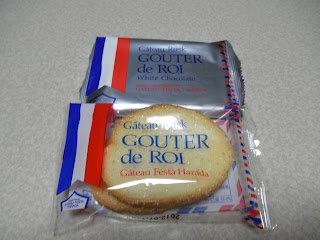 Gâteau Rusk
GOUTER
de ROI
White Chocolate
Gâteau Rusk
GOUTER
de ROI
Gâteau Festa Harada